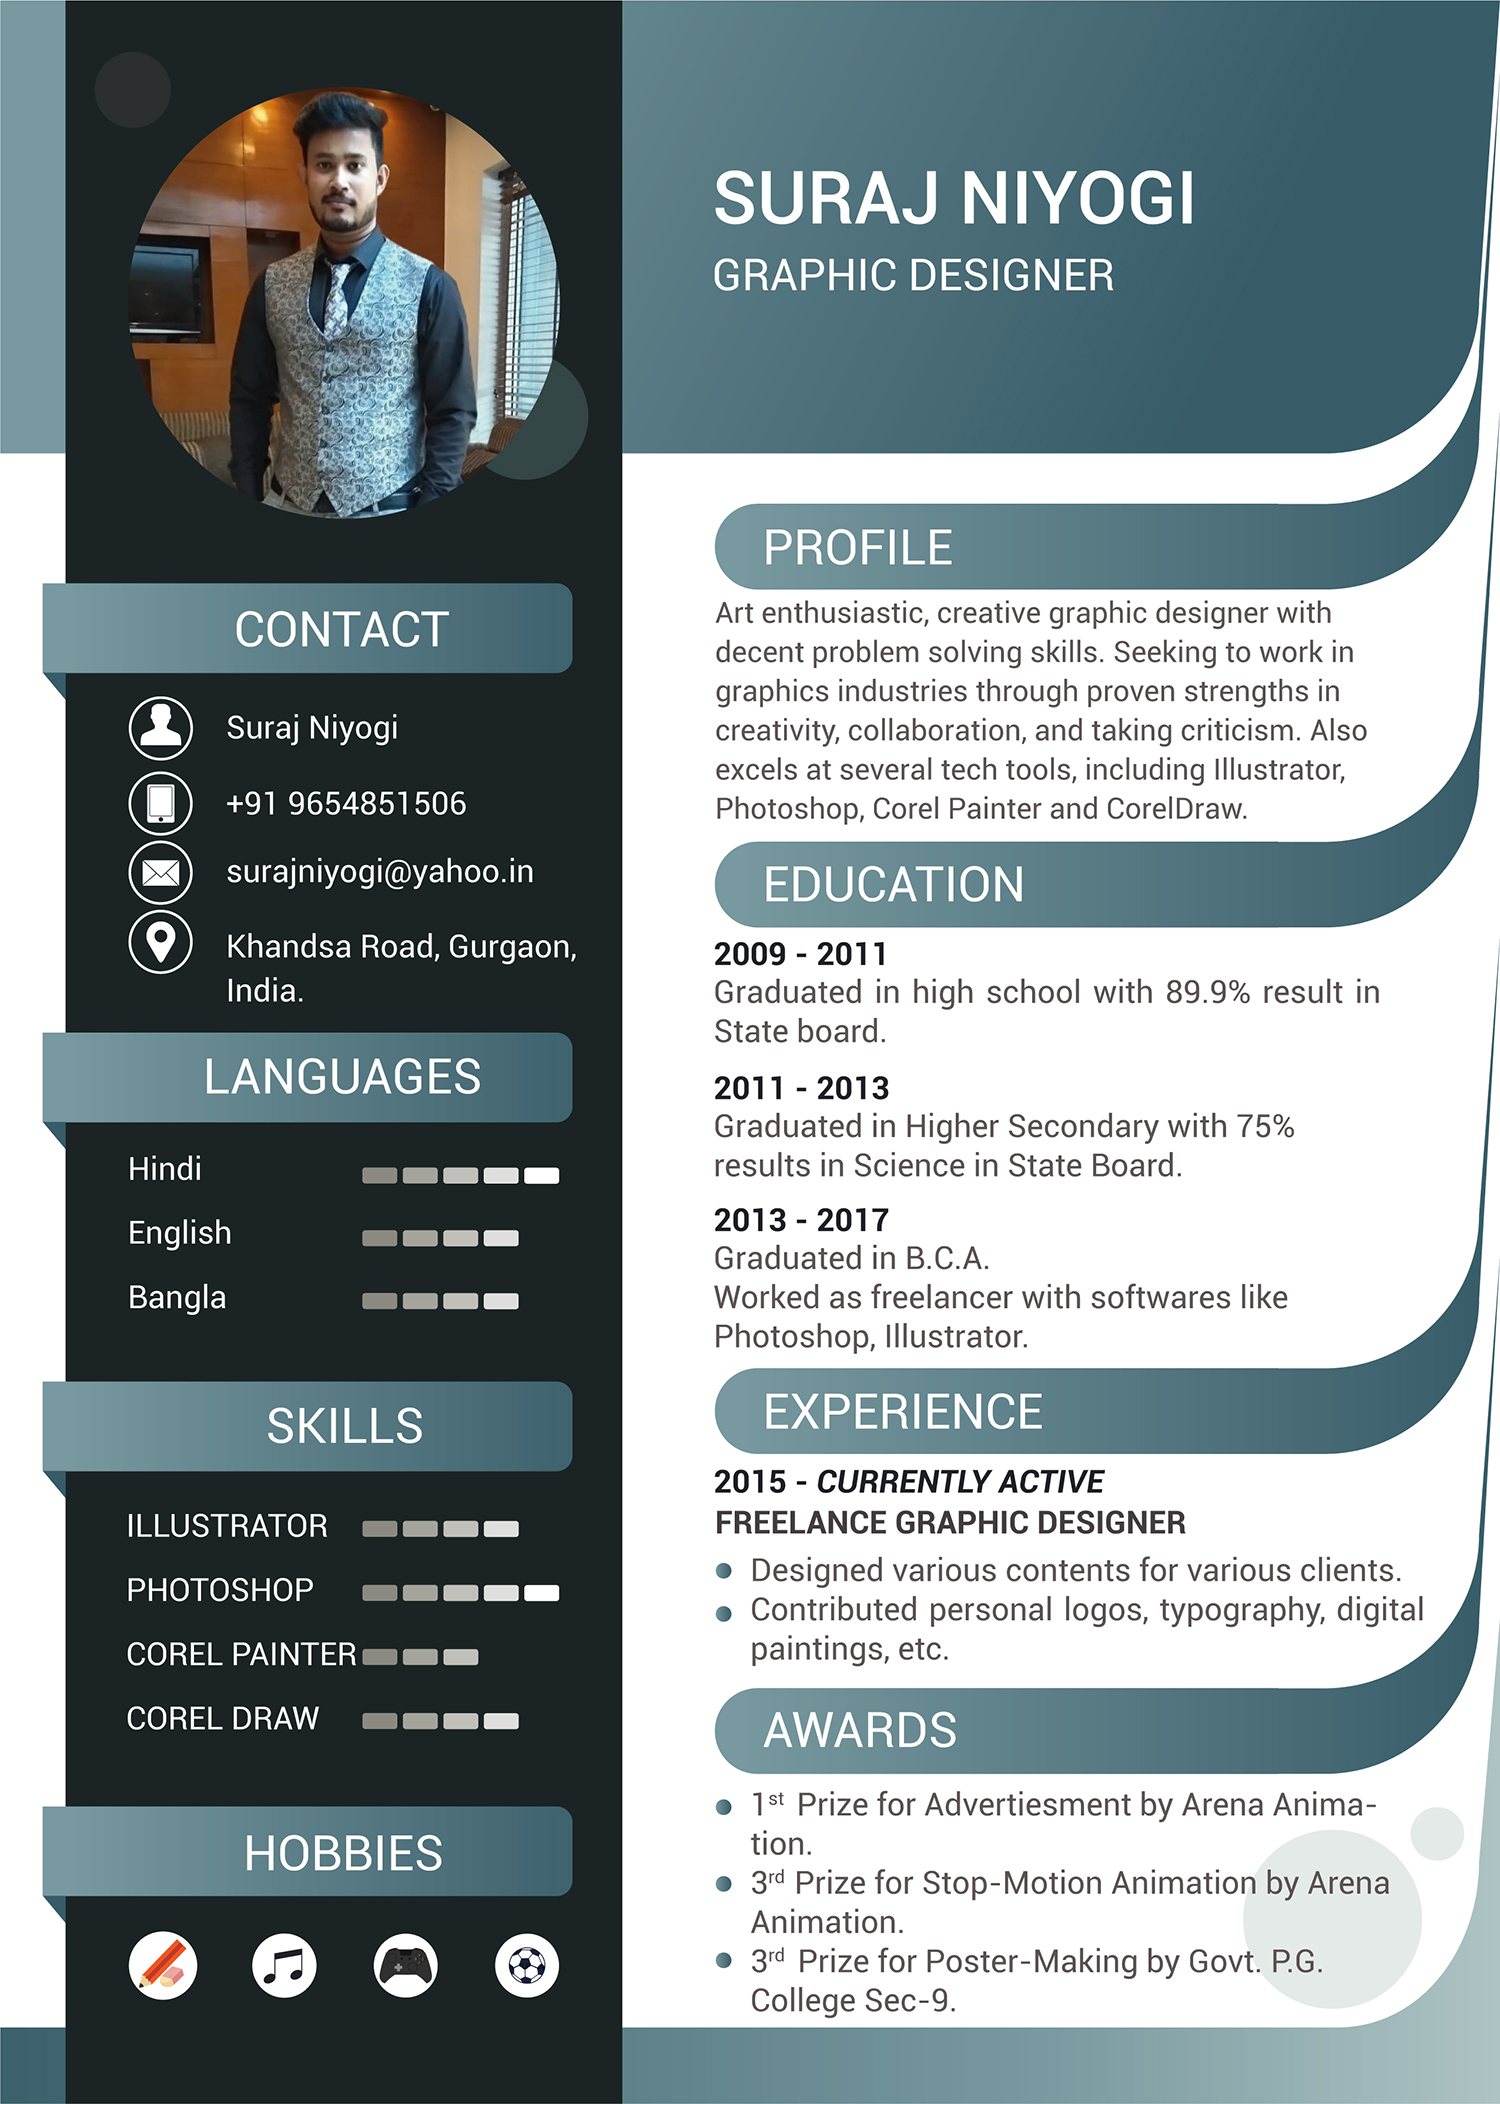 SURAJ NIYOGI
GRAPHIC DESIGNER
CONTACT
Suraj Niyogi
+91 9654851506
surajniyogi@yahoo.in
Khandsa Road, Gurgaon,
India.
LANGUAGES
Hindi
English
Bangla
SKILLS
ILLUSTRATOR
PHOTOSHOP
COREL PAINTER
COREL DRAW
HOBBIES
PROFILE
Art enthusiastic, creative graphic designer with
decent problem solving skills. Seeking to work in
graphics industries through proven strengths in
creativity, collaboration, and taking criticism. Also
excels at several tech tools, including Illustrator,
Photoshop, Corel Painter and CorelDraw.
EDUCATION
2009 - 2011
Graduated in high school with 89.9% result in
State board.
2011 - 2013
Graduated in Higher Secondary with 75%
results in Science in State Board.
2013 - 2017
Graduated in B.C.A.
Worked as freelancer with softwares like
Photoshop, Illustrator.
EXPERIENCE
2015 - CURRENTLY ACTIVE
FREELANCE GRAPHIC DESIGNER
Designed various contents for various clients.
Contributed personal logos, typography, digital
paintings, etc.
AWARDS
1st Prize for Advertiesment by Arena Anima-
tion.
3rd Prize for Stop-Motion Animation by Arena
Animation.
3rd Prize for Poster-Making by Govt. P.G.
College Sec-9.